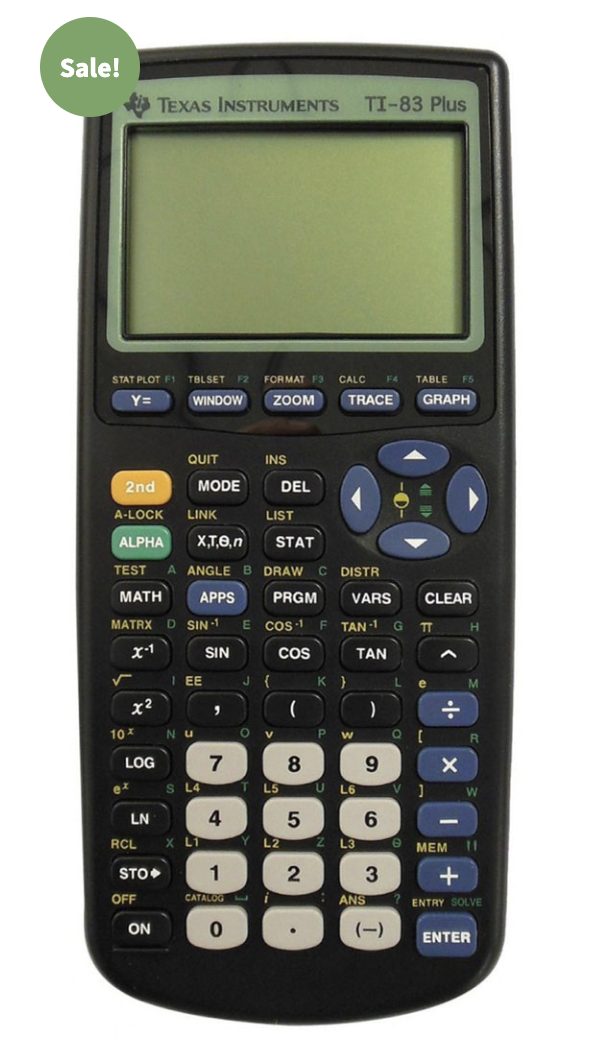 Sale!
TEXAS INSTRUMENTS TI-83 Plus
STAT PLOT F1 TBLSET F2 FORMAT F3 CALC F4 TABLE F5
Y= WINDOW ZOOM TRACE GRAPH
QUIT INS
2nd MODE DEL
A-LOCK LINK LIST
ALPHA X,T,Θ,n STAT
TEST A ANGLE B DRAW C DISTR
MATH APPS PRGM VARS CLEAR
MATRX D SIN⁻¹ E COS⁻¹ F TAN⁻¹ G π H
x⁻¹ SIN COS TAN ^
√ I EE J { K } L e M
x² , ( ) ÷
10ˣ N u O v P w Q [ R
LOG 7 8 9 ×
eˣ S L4 T L5 U L6 V ] W
LN 4 5 6 −
RCL X L1 Y L2 Z L3 θ MEM "
STO▸ 1 2 3 +
OFF CATALOG ⎵ i : ANS ? ENTRY SOLVE
ON 0 . (−) ENTER